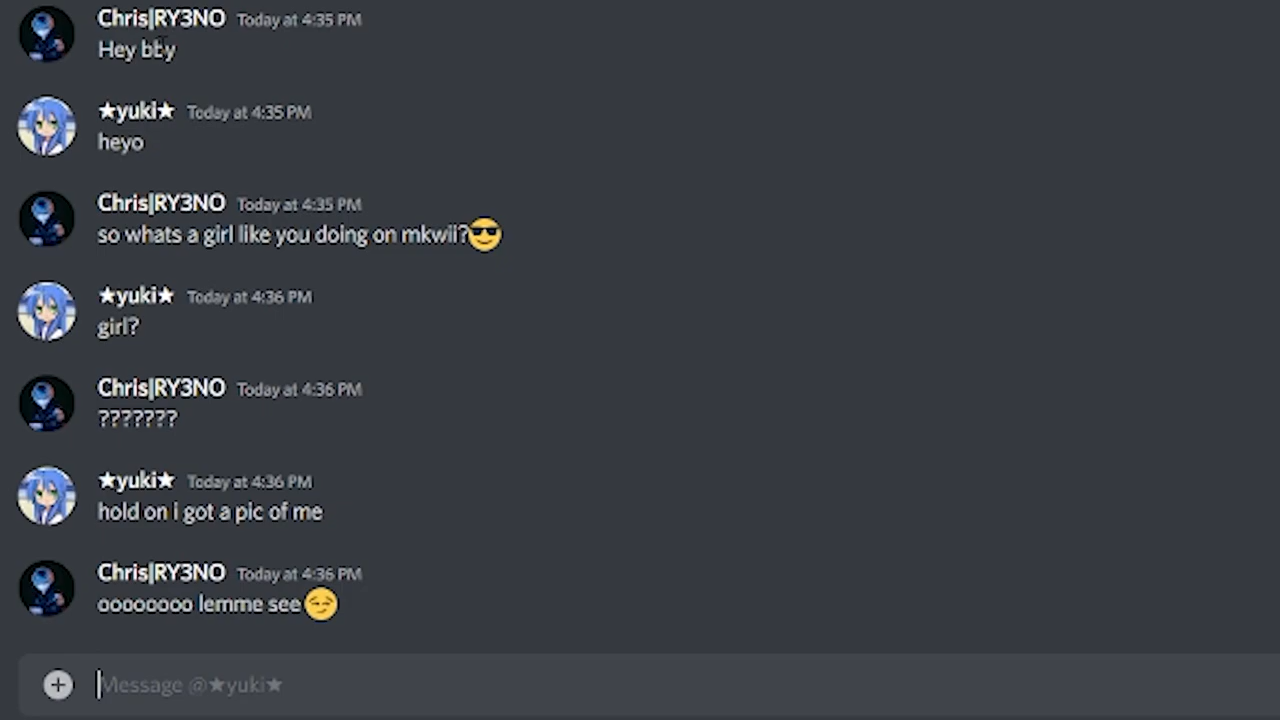 Chris|RY3NO Today at 4:35 PM
Hey bby
★yuki★ Today at 4:35 PM
heyo
Chris|RY3NO Today at 4:35 PM
so whats a girl like you doing on mkwii?😎
★yuki★ Today at 4:36 PM
girl?
Chris|RY3NO Today at 4:36 PM
???????
★yuki★ Today at 4:36 PM
hold on i got a pic of me
Chris|RY3NO Today at 4:36 PM
oooooooo lemme see😏
Message @★yuki★